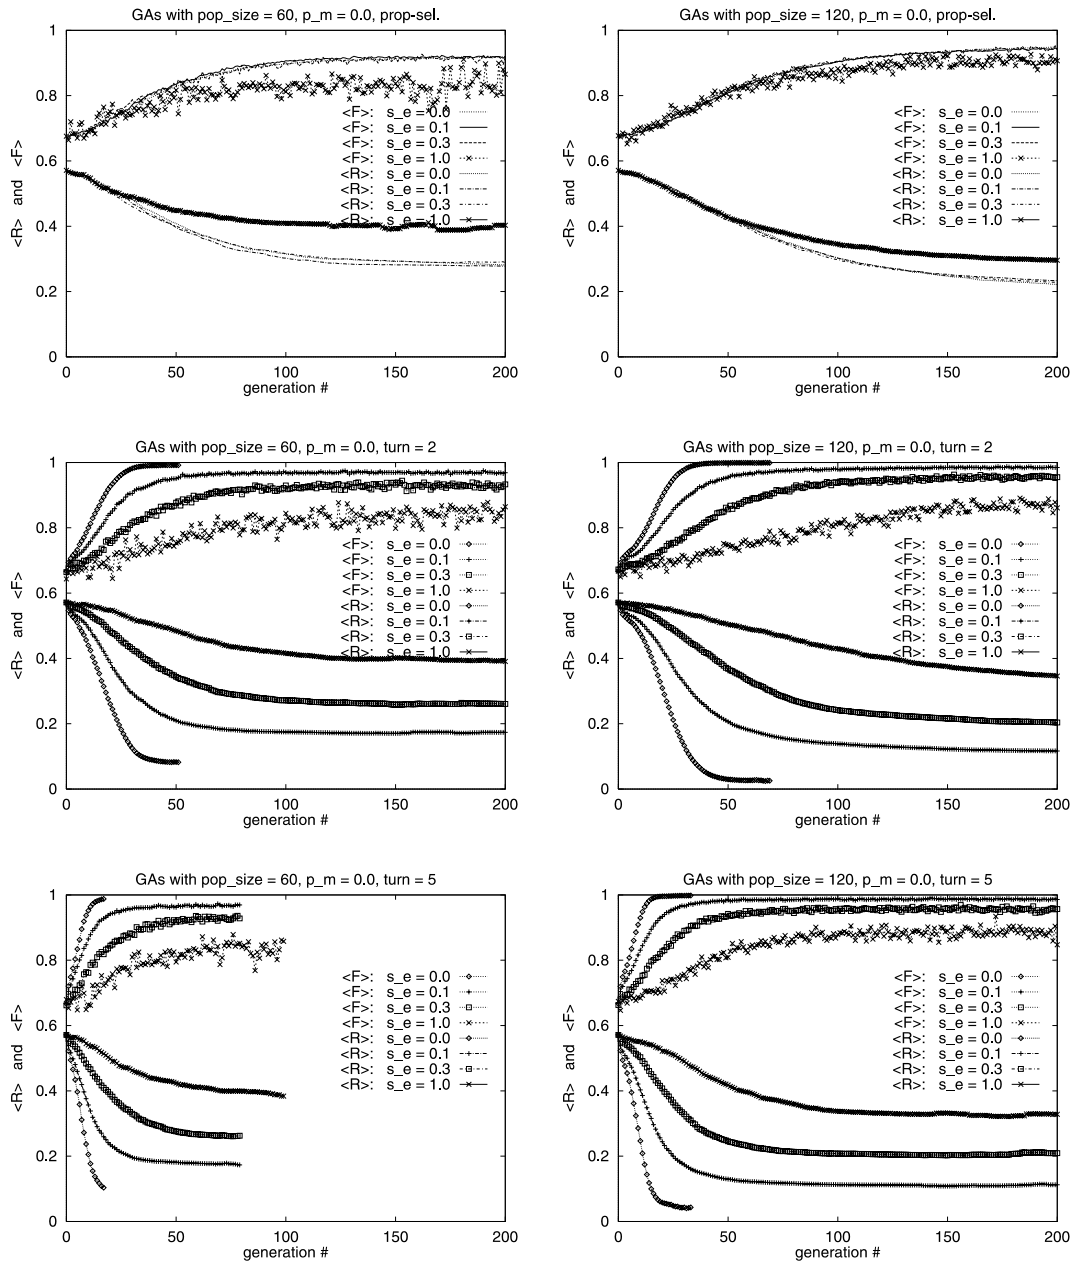 GAs with pop_size = 60, p_m = 0.0, prop-sel.
1
0.8
0.6
0.4
0.2
0
<R> and <F>
<F>: s_e = 0.0
<F>: s_e = 0.1
<F>: s_e = 0.3
<F>: s_e = 1.0
<R>: s_e = 0.0
<R>: s_e = 0.1
<R>: s_e = 0.3
<R>: s_e = 1.0
0 50 100 150 200
generation #
GAs with pop_size = 120, p_m = 0.0, prop-sel.
1
0.8
0.6
0.4
0.2
0
<R> and <F>
<F>: s_e = 0.0
<F>: s_e = 0.1
<F>: s_e = 0.3
<F>: s_e = 1.0
<R>: s_e = 0.0
<R>: s_e = 0.1
<R>: s_e = 0.3
<R>: s_e = 1.0
0 50 100 150 200
generation #
GAs with pop_size = 60, p_m = 0.0, turn = 2
1
0.8
0.6
0.4
0.2
0
<R> and <F>
<F>: s_e = 0.0
<F>: s_e = 0.1
<F>: s_e = 0.3
<F>: s_e = 1.0
<R>: s_e = 0.0
<R>: s_e = 0.1
<R>: s_e = 0.3
<R>: s_e = 1.0
0 50 100 150 200
generation #
GAs with pop_size = 120, p_m = 0.0, turn = 2
1
0.8
0.6
0.4
0.2
0
<R> and <F>
<F>: s_e = 0.0
<F>: s_e = 0.1
<F>: s_e = 0.3
<F>: s_e = 1.0
<R>: s_e = 0.0
<R>: s_e = 0.1
<R>: s_e = 0.3
<R>: s_e = 1.0
0 50 100 150 200
generation #
GAs with pop_size = 60, p_m = 0.0, turn = 5
1
0.8
0.6
0.4
0.2
0
<R> and <F>
<F>: s_e = 0.0
<F>: s_e = 0.1
<F>: s_e = 0.3
<F>: s_e = 1.0
<R>: s_e = 0.0
<R>: s_e = 0.1
<R>: s_e = 0.3
<R>: s_e = 1.0
0 50 100 150 200
generation #
GAs with pop_size = 120, p_m = 0.0, turn = 5
1
0.8
0.6
0.4
0.2
0
<R> and <F>
<F>: s_e = 0.0
<F>: s_e = 0.1
<F>: s_e = 0.3
<F>: s_e = 1.0
<R>: s_e = 0.0
<R>: s_e = 0.1
<R>: s_e = 0.3
<R>: s_e = 1.0
0 50 100 150 200
generation #